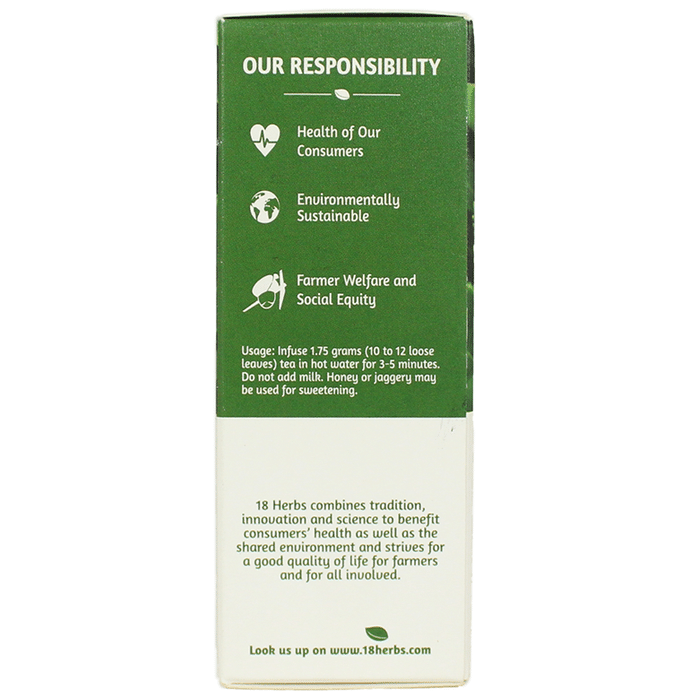 OUR RESPONSIBILITY
Health of Our
Consumers
Environmentally
Sustainable
Farmer Welfare and
Social Equity
Usage: Infuse 1.75 grams (10 to 12 loose
leaves) tea in hot water for 3-5 minutes.
Do not add milk. Honey or jaggery may
be used for sweetening.
18 Herbs combines tradition,
innovation and science to benefit
consumers' health as well as the
shared environment and strives for
a good quality of life for farmers
and for all involved.
Look us up on www.18herbs.com